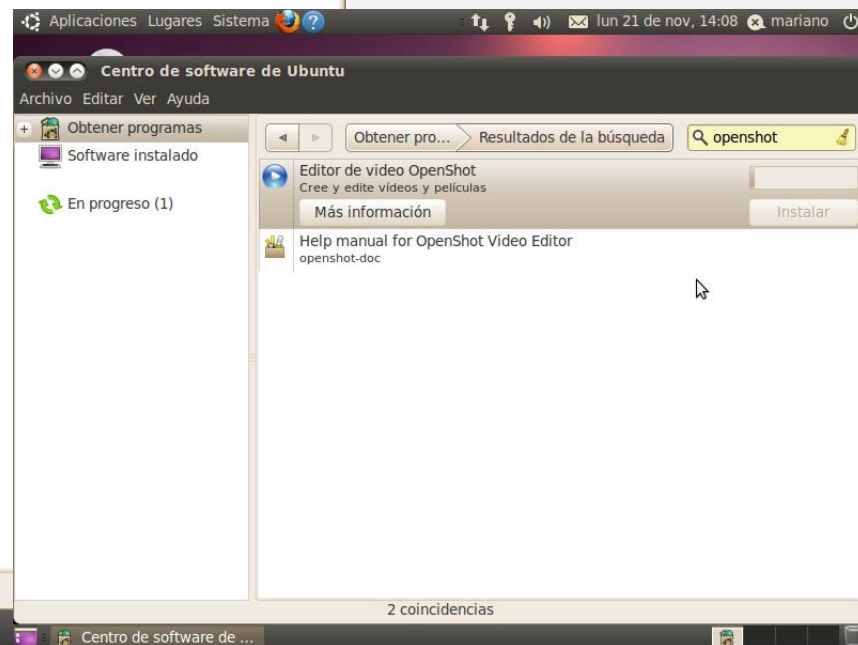 Aplicaciones Lugares Sistema lun 21 de nov, 14:08 mariano
Centro de software de Ubuntu
Archivo Editar Ver Ayuda
Obtener programas
Software instalado
En progreso (1)
Obtener pro... Resultados de la búsqueda openshot
Editor de video OpenShot
Cree y edite vídeos y películas
Más información Instalar
Help manual for OpenShot Video Editor
openshot-doc
2 coincidencias
Centro de software de ...